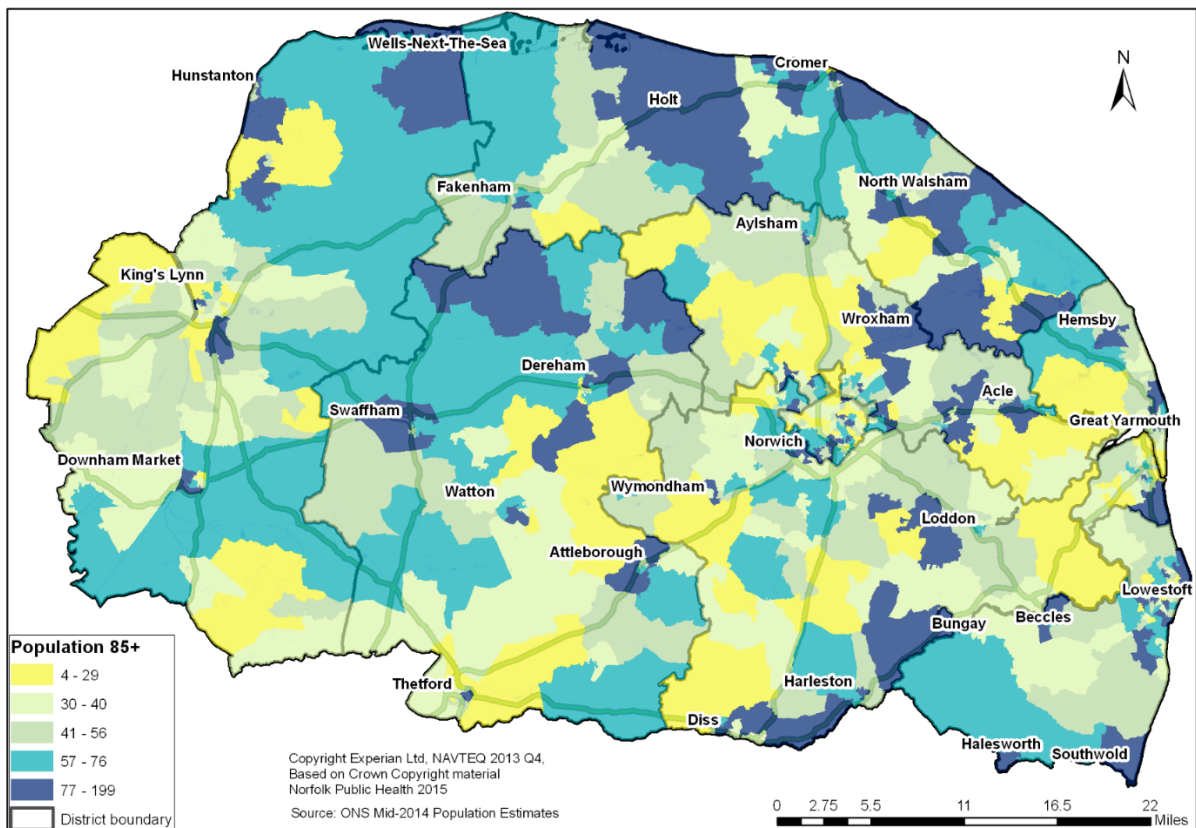 Wells-Next-The-Sea
Hunstanton
Cromer
N
Holt
Fakenham
North Walsham
Aylsham
King's Lynn
Wroxham
Hemsby
Dereham
Acle
Swaffham
Great Yarmouth
Norwich
Downham Market
Watton
Wymondham
Loddon
Attleborough
Lowestoft
Beccles
Bungay
Thetford
Harleston
Diss
Halesworth
Southwold
Population 85+
4 - 29
30 - 40
41 - 56
57 - 76
77 - 199
District boundary
Copyright Experian Ltd, NAVTEQ 2013 Q4,
Based on Crown Copyright material
Norfolk Public Health 2015
Source: ONS Mid-2014 Population Estimates
0 2.75 5.5 11 16.5 22
Miles